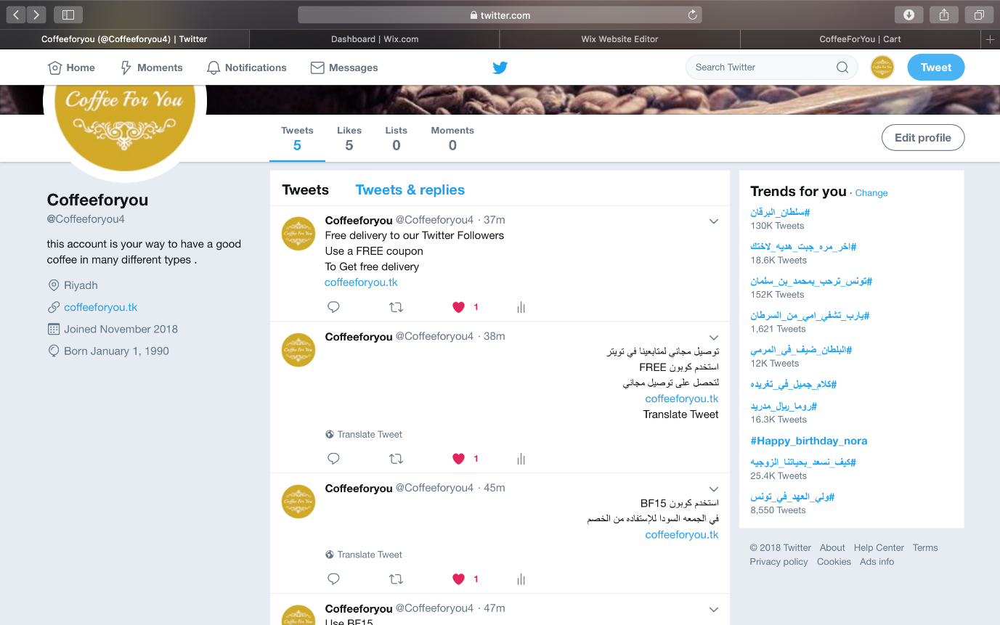 twitter.com
Coffeeforyou (@Coffeeforyou4) | Twitter
Dashboard | Wix.com
Wix Website Editor
CoffeeForYou | Cart
Home
Moments
Notifications
Messages
Search Twitter
Tweet
Coffee For You
Tweets
5
Likes
5
Lists
0
Moments
0
Edit profile
Coffeeforyou
@Coffeeforyou4
this account is your way to have a good
coffee in many different types .
Riyadh
coffeeforyou.tk
Joined November 2018
Born January 1, 1990
Tweets
Tweets & replies
Coffeeforyou @Coffeeforyou4 · 37m
Free delivery to our Twitter Followers
Use a FREE coupon
To Get free delivery
coffeeforyou.tk
1
Coffeeforyou @Coffeeforyou4 · 38m
توصيل مجاني لمتابعينا في تويتر
استخدم كوبون FREE
لتحصل على توصيل مجاني
coffeeforyou.tk
Translate Tweet
Translate Tweet
1
Coffeeforyou @Coffeeforyou4 · 45m
استخدم كوبون BF15
في الجمعه السودا للإستفاده من الخصم
coffeeforyou.tk
Translate Tweet
1
Coffeeforyou @Coffeeforyou4 · 47m
Use BF15
Trends for you · Change
#سلطان_البرقان
130K Tweets
#اخر_مره_جبت_هديه_لاختك
18.6K Tweets
#تونس_ترحب_بمحمد_بن_سلمان
152K Tweets
#يارب_تشفي_امي_من_السرطان
1,621 Tweets
#البلطان_ضيف_في_المرمي
12K Tweets
#كلام_جميل_في_تغريده
#روما_ريال_مدريد
16.3K Tweets
#Happy_birthday_nora
#كيف_نسعد_بحياتنا_الزوجيه
25.4K Tweets
#ولي_العهد_في_تونس
8,550 Tweets
© 2018 Twitter About Help Center Terms
Privacy policy Cookies Ads info